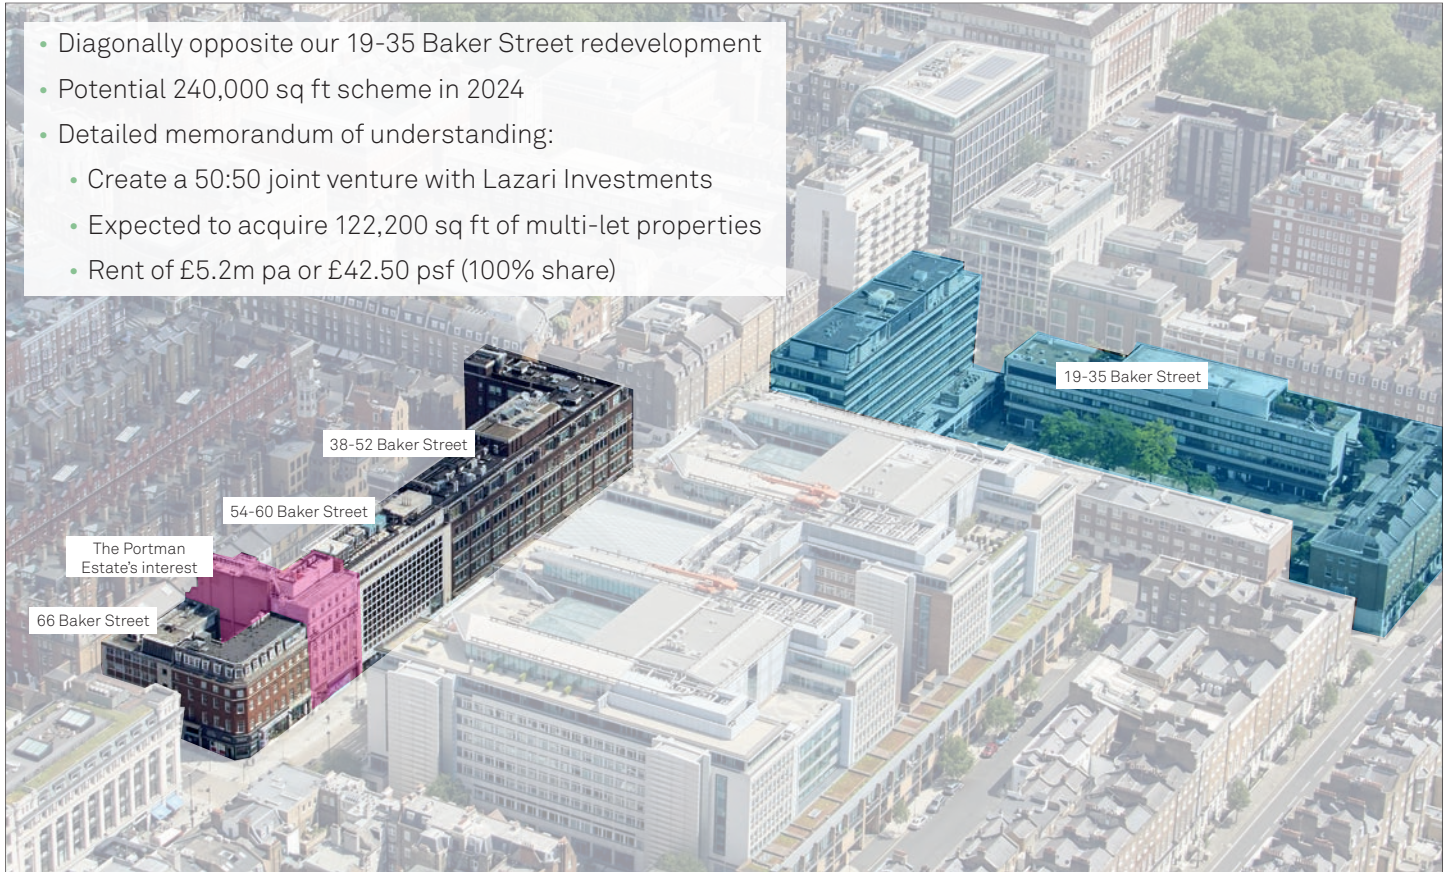 • Diagonally opposite our 19-35 Baker Street redevelopment
• Potential 240,000 sq ft scheme in 2024
• Detailed memorandum of understanding:
• Create a 50:50 joint venture with Lazari Investments
• Expected to acquire 122,200 sq ft of multi-let properties
• Rent of £5.2m pa or £42.50 psf (100% share)
19-35 Baker Street
38-52 Baker Street
54-60 Baker Street
The Portman
Estate's interest
66 Baker Street